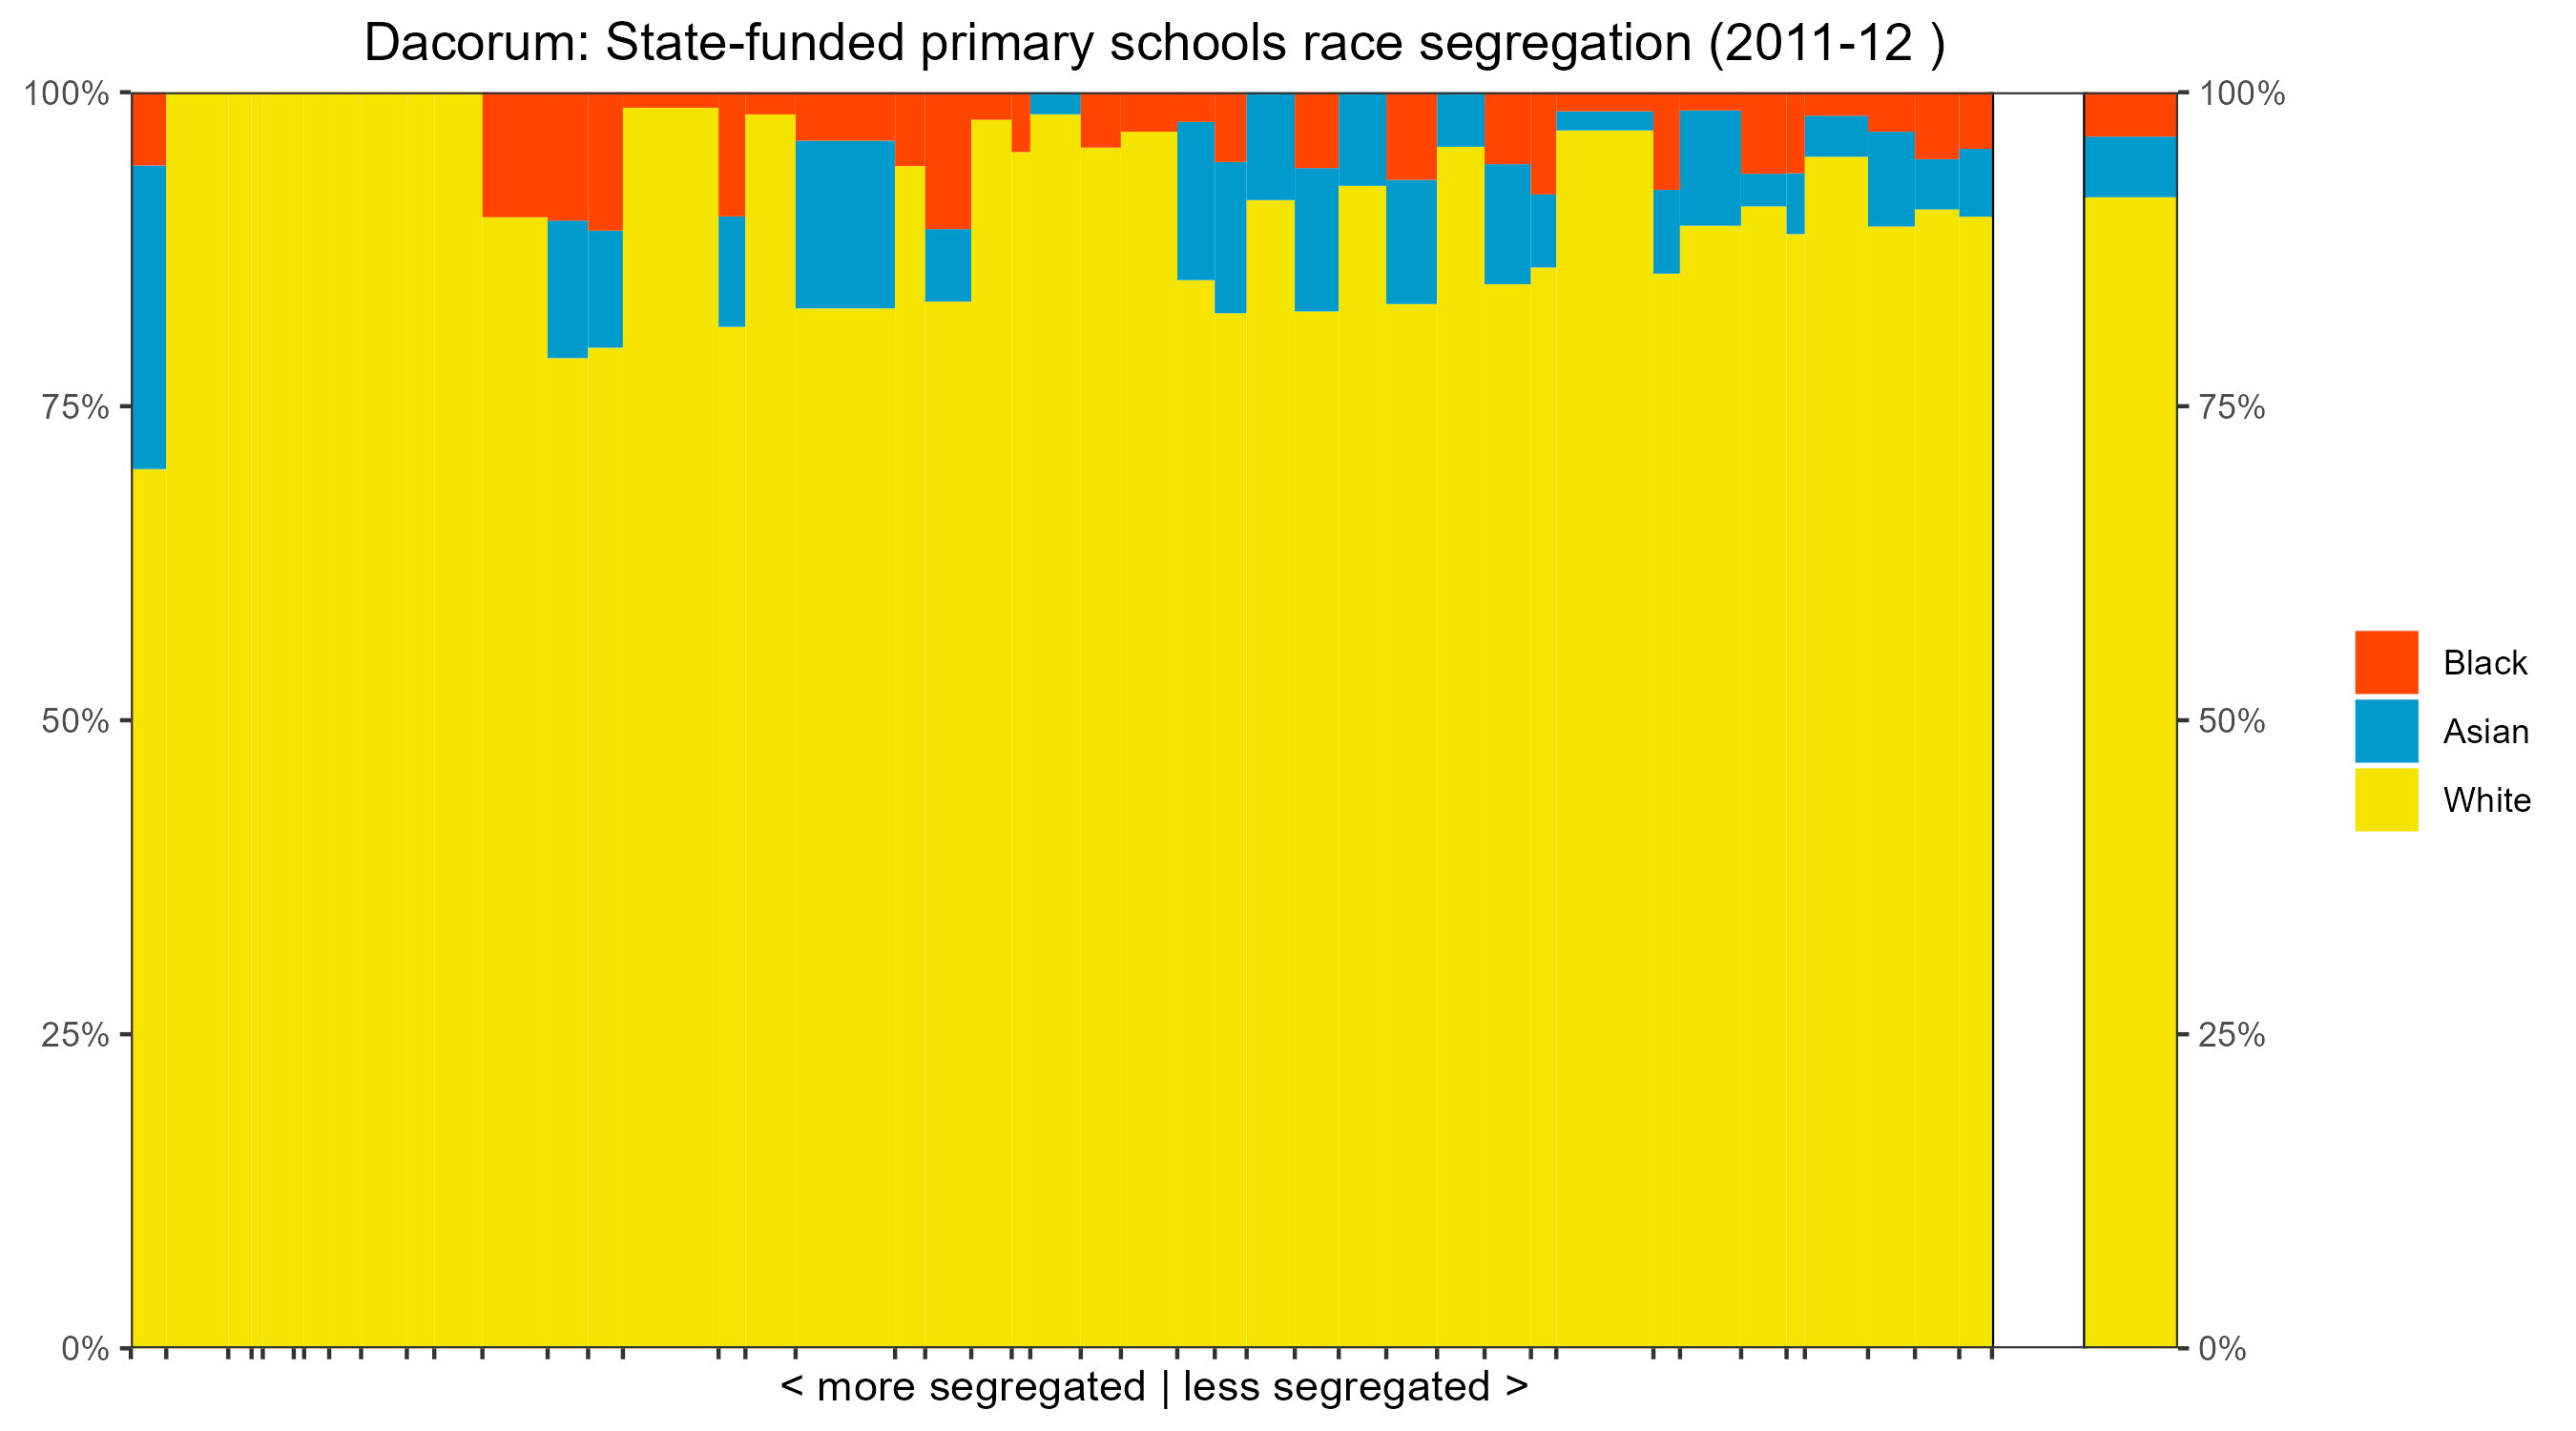 Dacorum: State-funded primary schools race segregation (2011-12 )
100%
75%
50%
25%
0%
100%
75%
50%
25%
0%
Black
Asian
White
< more segregated | less segregated >